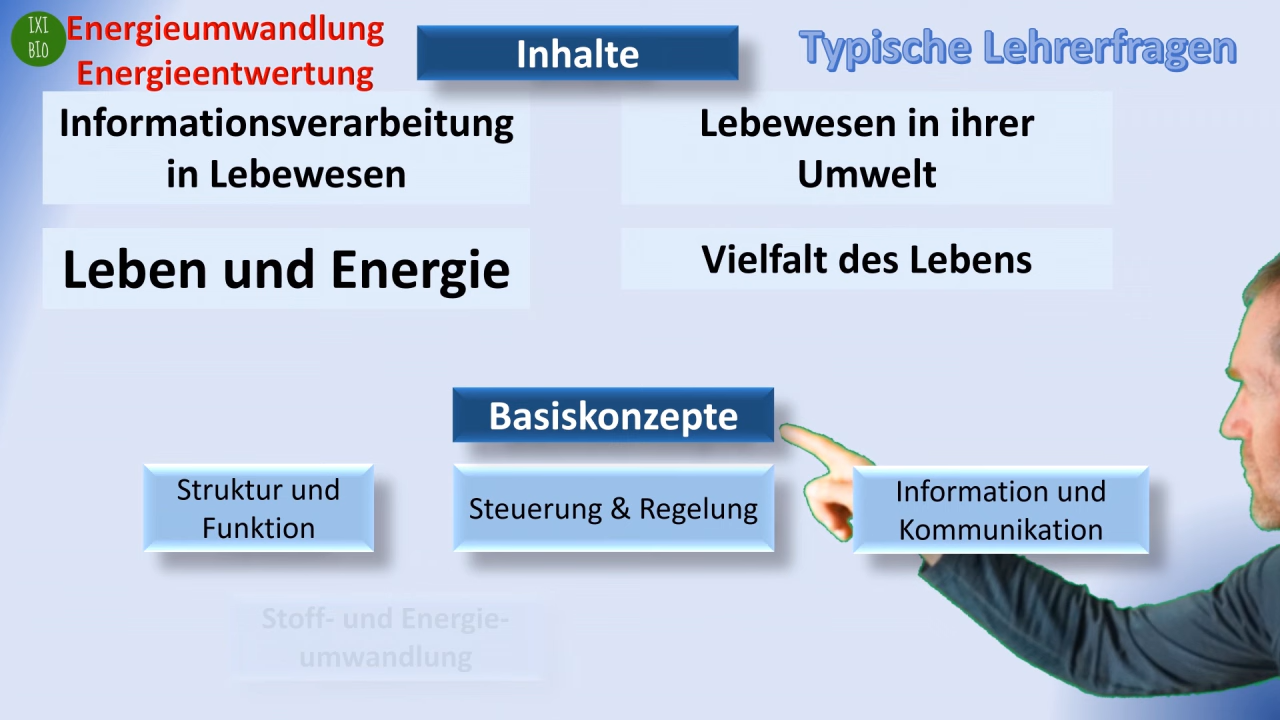 IXI
BIO
Energieumwandlung
Energieentwertung
Inhalte
Typische Lehrerfragen
Informationsverarbeitung
in Lebewesen
Lebewesen in ihrer
Umwelt
Leben und Energie
Vielfalt des Lebens
Basiskonzepte
Struktur und
Funktion
Steuerung & Regelung
Information und
Kommunikation
Stoff- und Energie-
umwandlung